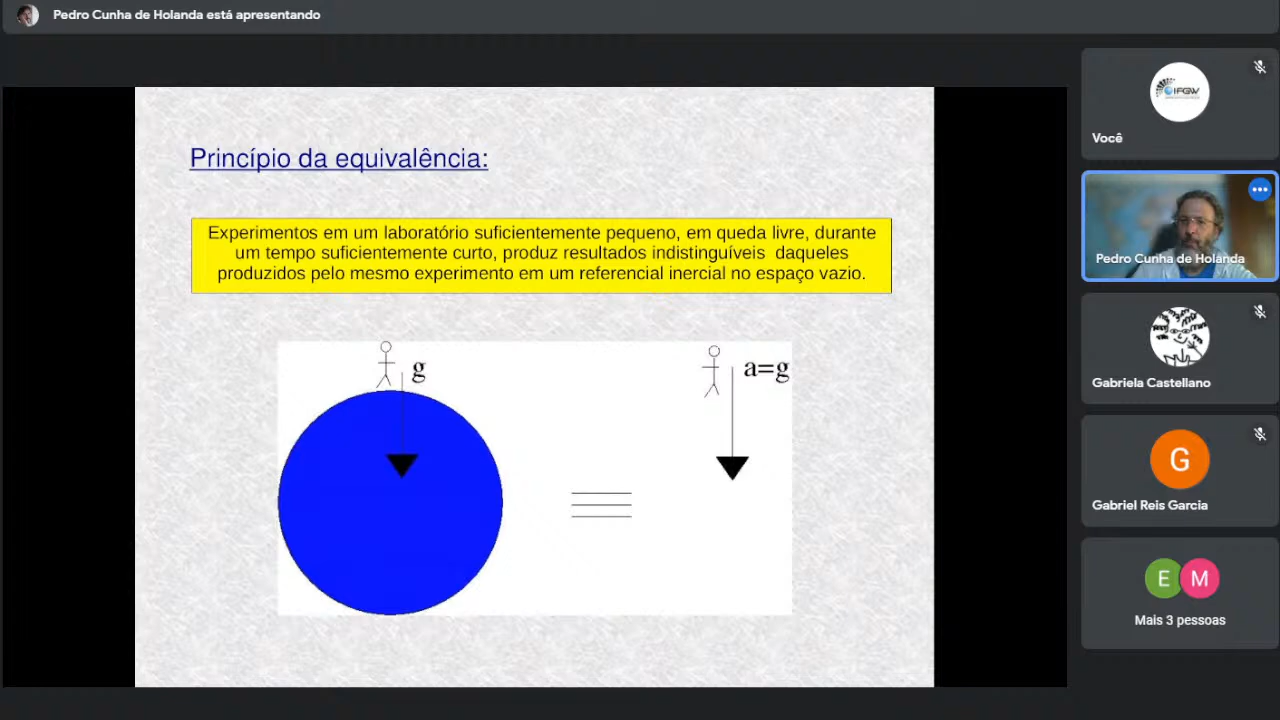 Pedro Cunha de Holanda está apresentando
Princípio da equivalência:
Experimentos em um laboratório suficientemente pequeno, em queda livre, durante
um tempo suficientemente curto, produz resultados indistinguíveis daqueles
produzidos pelo mesmo experimento em um referencial inercial no espaço vazio.
g
a=g
IFGW
Você
Pedro Cunha de Holanda
Gabriela Castellano
G
Gabriel Reis Garcia
E M
Mais 3 pessoas